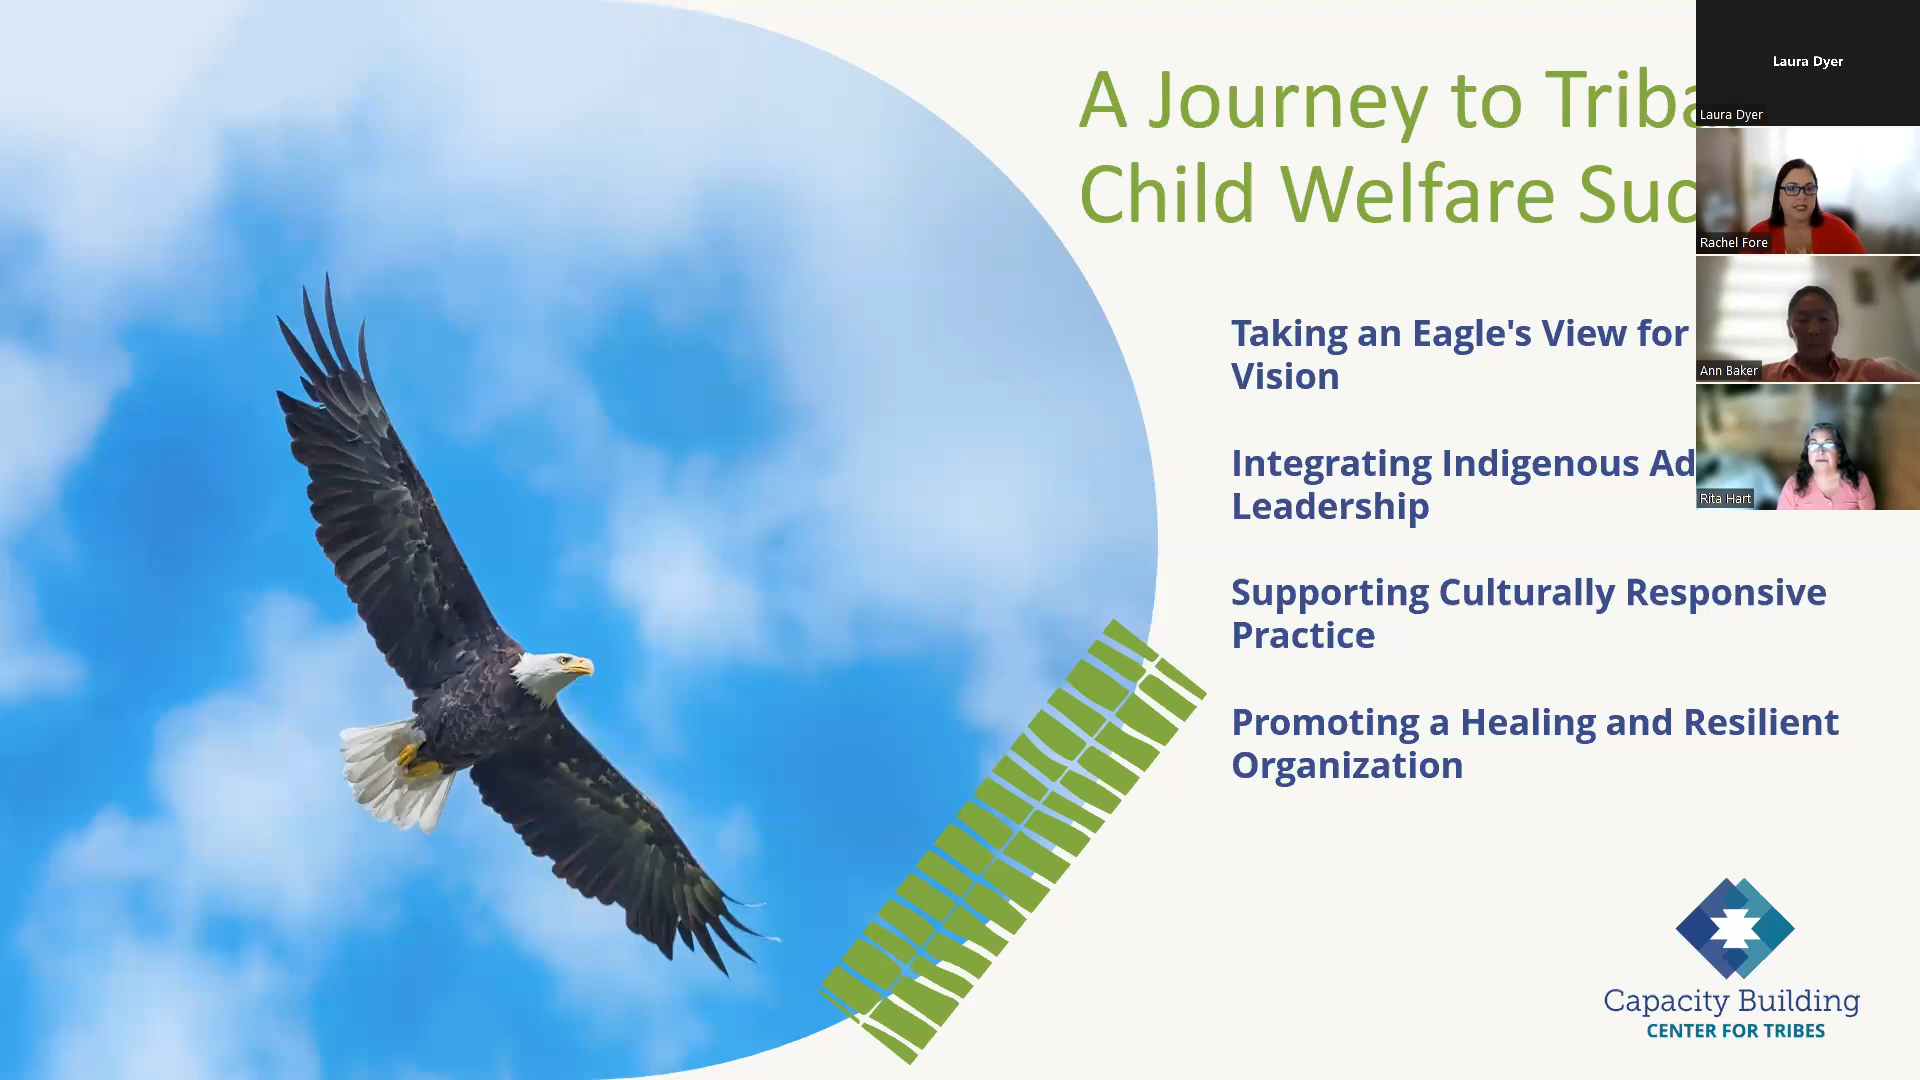 A Journey to Triba
Child Welfare Suc
Taking an Eagle's View for
Vision
Integrating Indigenous Ad
Leadership
Supporting Culturally Responsive
Practice
Promoting a Healing and Resilient
Organization
Capacity Building
CENTER FOR TRIBES
Laura Dyer
Laura Dyer
Rachel Fore
Ann Baker
Rita Hart